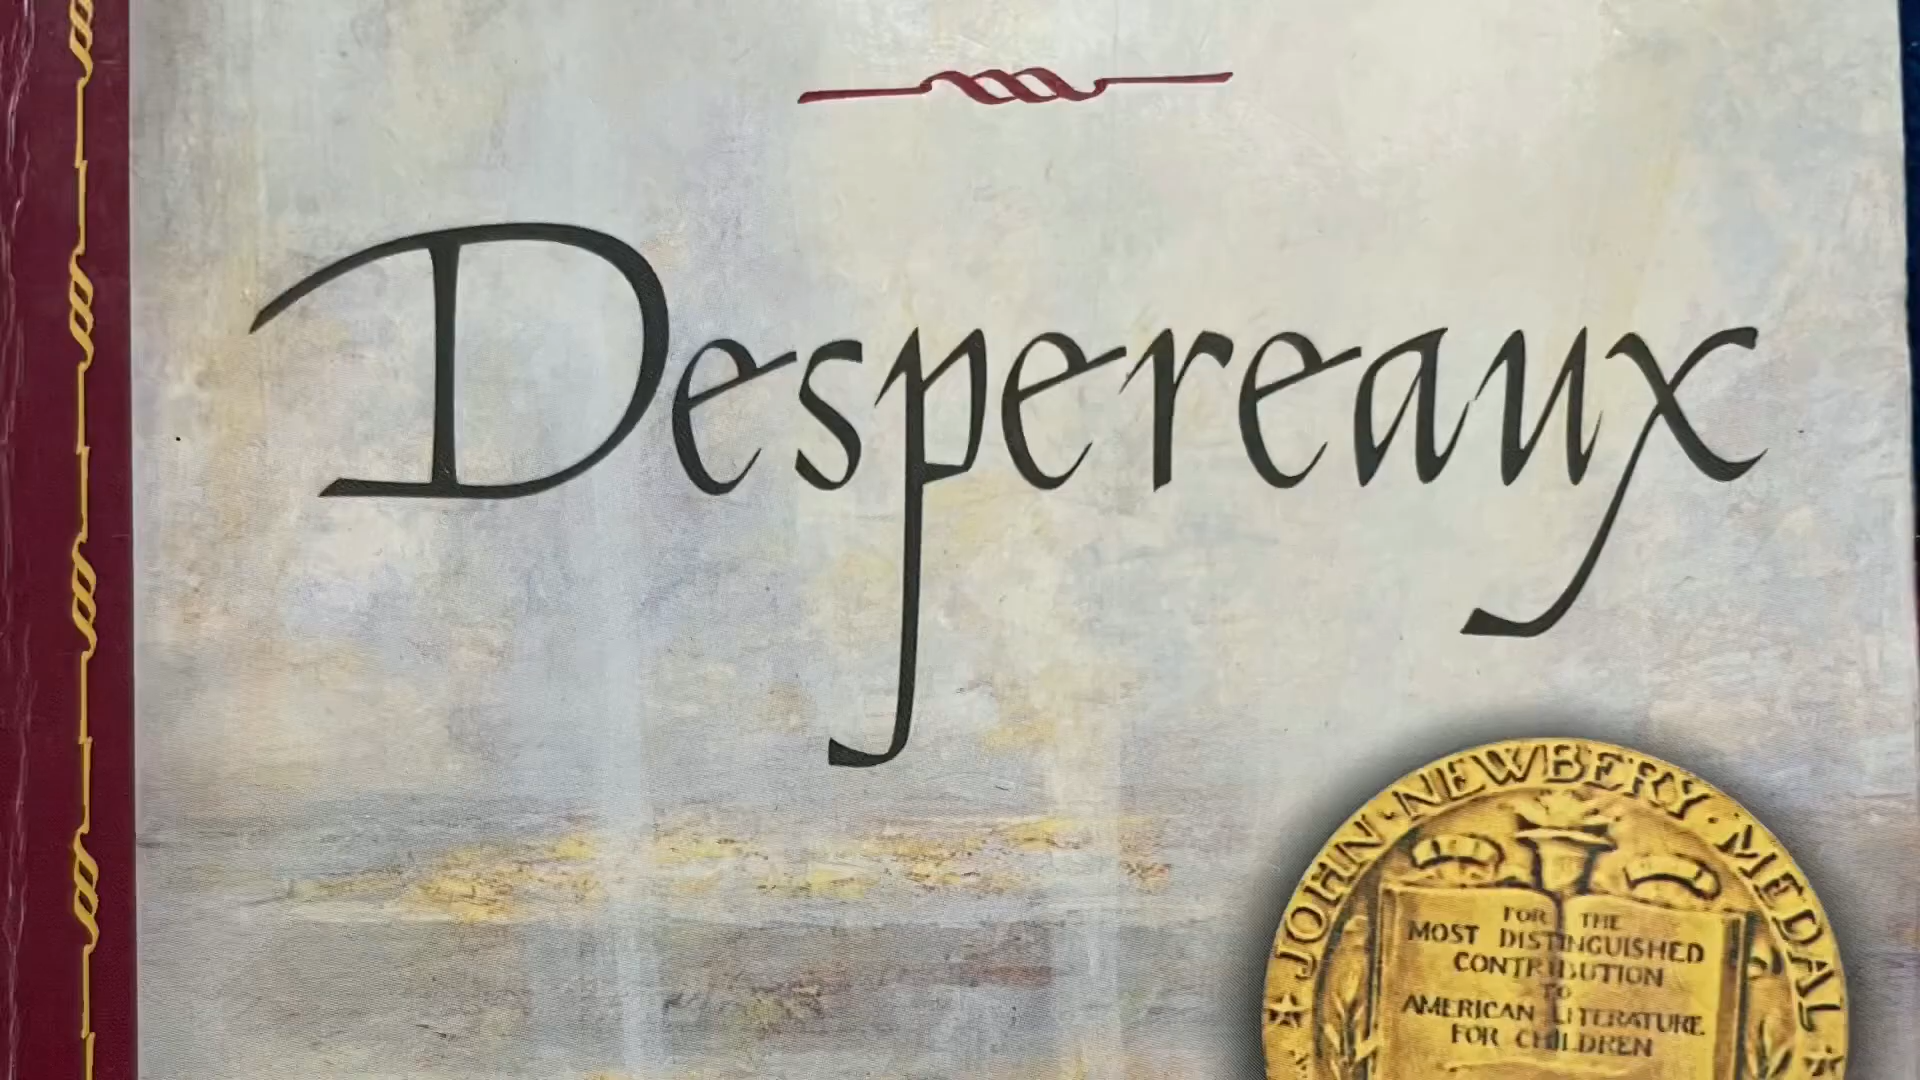 Despereaux
JOHN·NEWBERY·MEDAL
FOR THE
MOST DISTINGUISHED
CONTRIBUTION
TO
AMERICAN LITERATURE
FOR CHILDREN